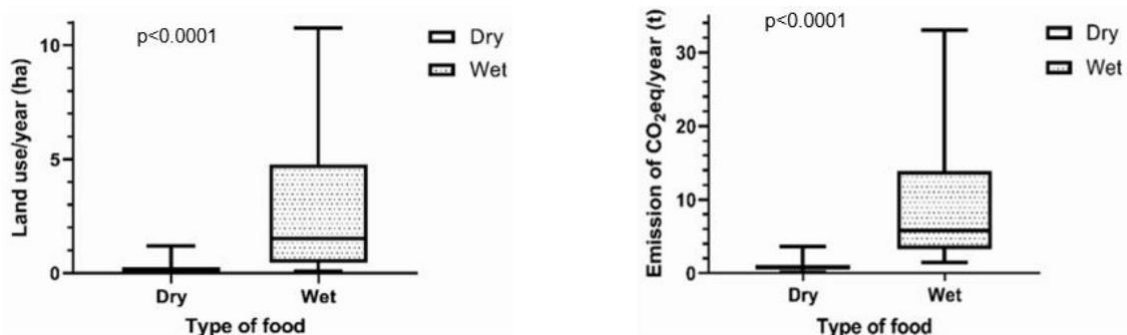 Land use/year (ha)
p<0.0001
10
5
0
Dry
Wet
Dry
Wet
Type of food
Emission of CO₂eq/year (t)
p<0.0001
30
20
10
0
Dry
Wet
Dry
Wet
Type of food